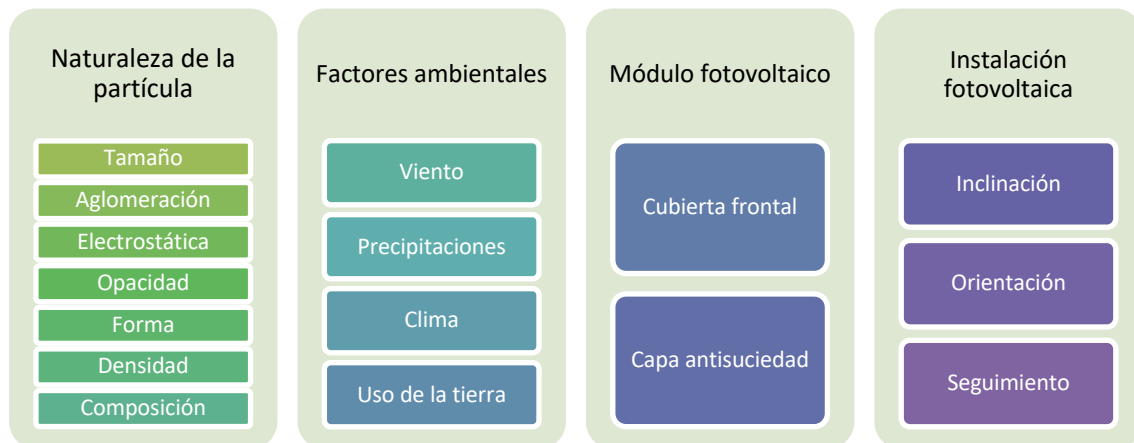 Naturaleza de la
partícula
Tamaño
Aglomeración
Electrostática
Opacidad
Forma
Densidad
Composición
Factores ambientales
Viento
Precipitaciones
Clima
Uso de la tierra
Módulo fotovoltaico
Cubierta frontal
Capa antisuciedad
Instalación
fotovoltaica
Inclinación
Orientación
Seguimiento